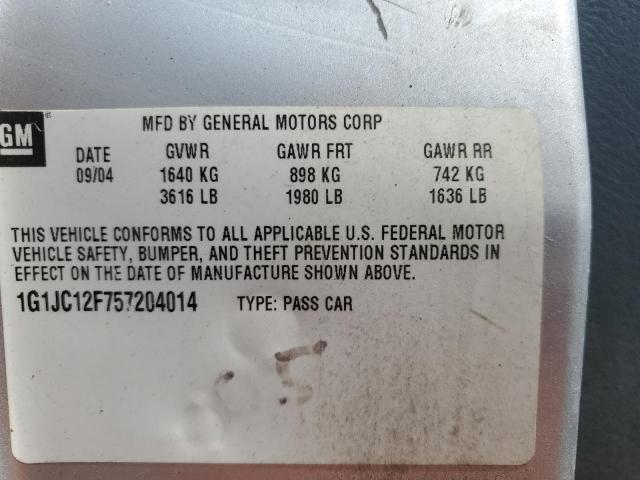 GM
MFD BY GENERAL MOTORS CORP
DATE GVWR GAWR FRT GAWR RR
09/04 1640 KG 898 KG 742 KG
3616 LB 1980 LB 1636 LB
THIS VEHICLE CONFORMS TO ALL APPLICABLE U.S. FEDERAL MOTOR
VEHICLE SAFETY, BUMPER, AND THEFT PREVENTION STANDARDS IN
EFFECT ON THE DATE OF MANUFACTURE SHOWN ABOVE.
1G1JC12F757204014 TYPE: PASS CAR